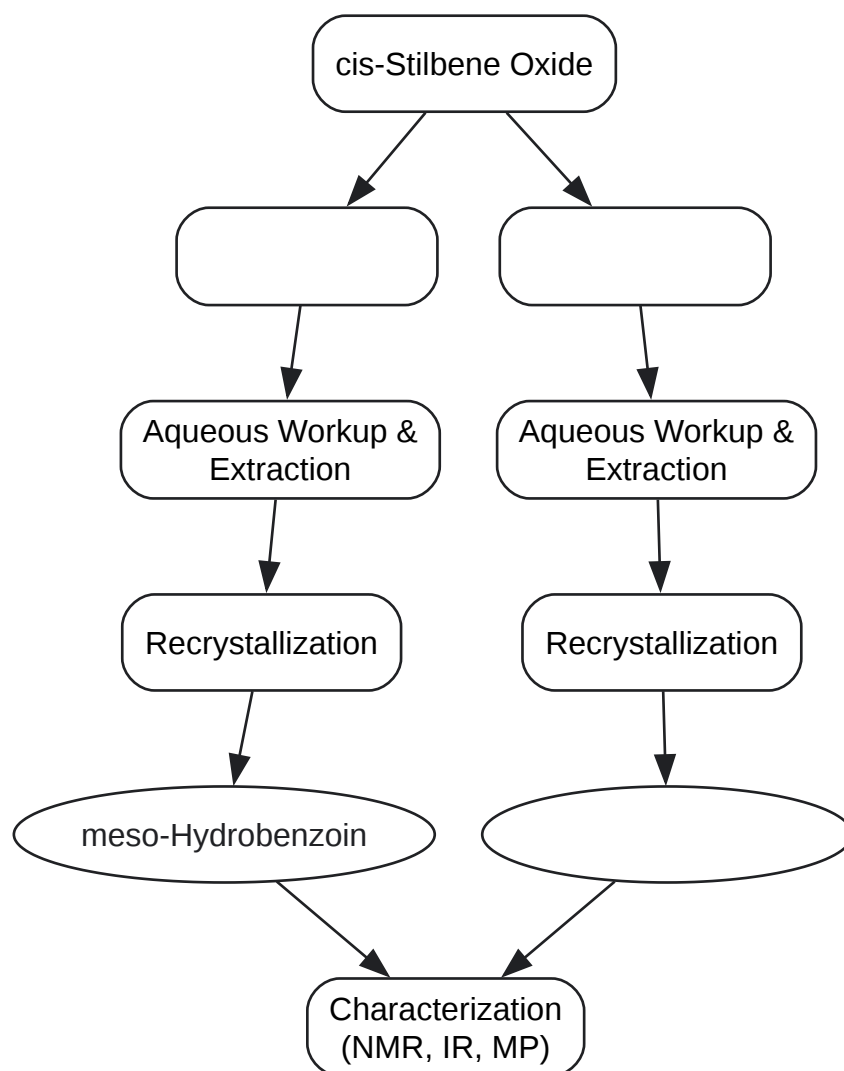 cis-Stilbene Oxide
Aqueous Workup &
Extraction
Aqueous Workup &
Extraction
Recrystallization
Recrystallization
meso-Hydrobenzoin
Characterization
(NMR, IR, MP)